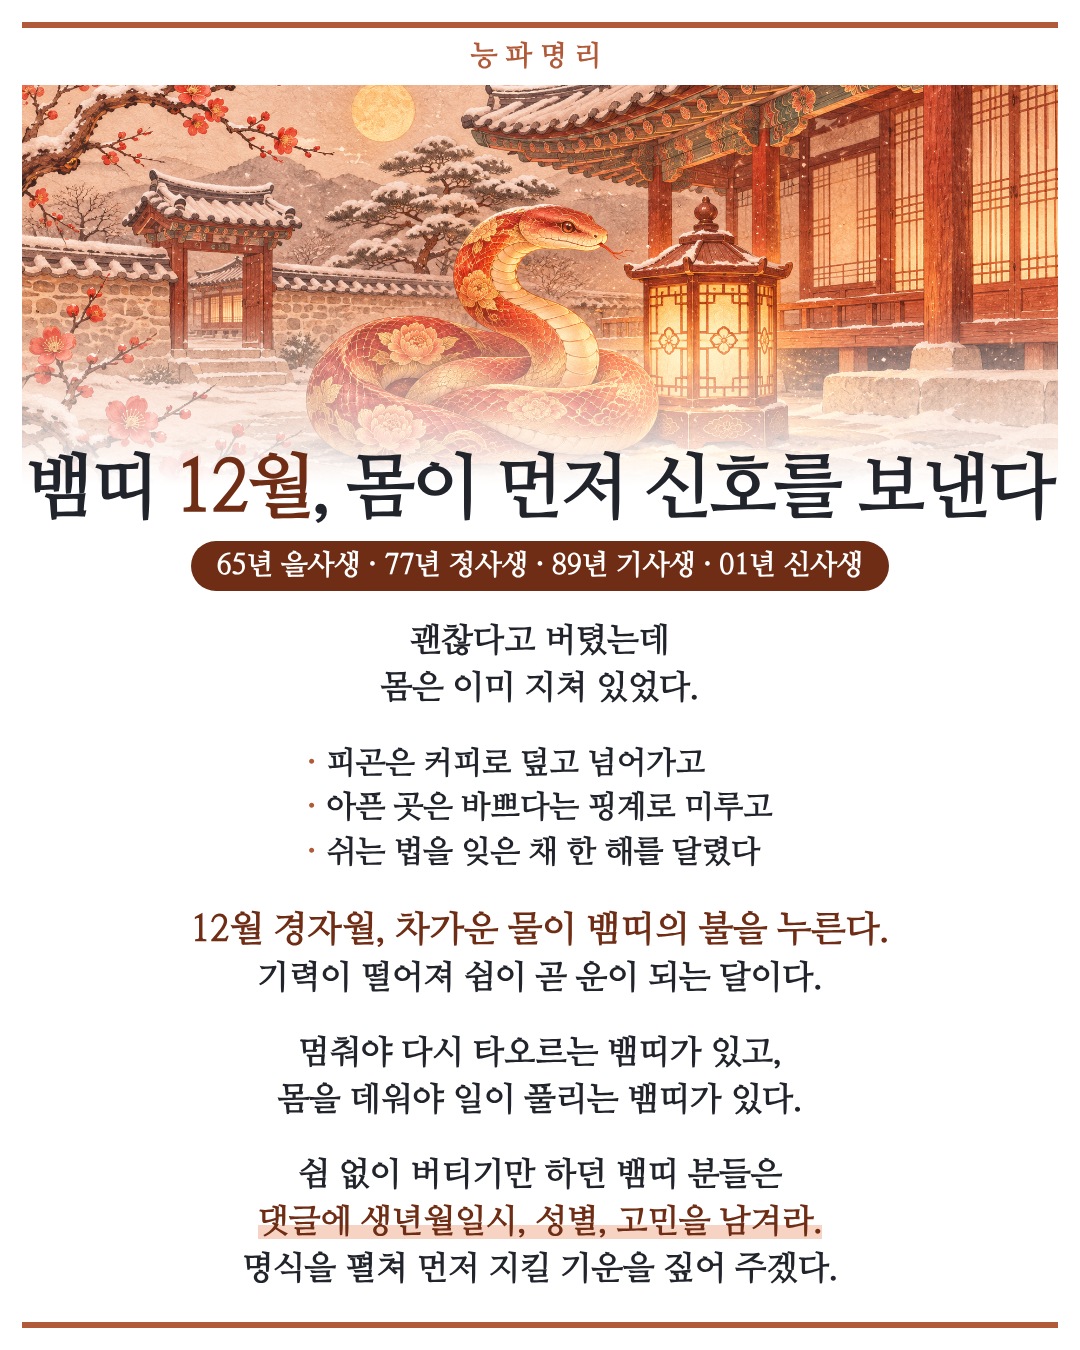 능파명리
뱀띠 12월, 몸이 먼저 신호를 보낸다
65년 을사생 · 77년 정사생 · 89년 기사생 · 01년 신사생
괜찮다고 버텼는데
몸은 이미 지쳐 있었다.
· 피곤은 커피로 덮고 넘어가고
· 아픈 곳은 바쁘다는 핑계로 미루고
· 쉬는 법을 잊은 채 한 해를 달렸다
12월 경자월, 차가운 물이 뱀띠의 불을 누른다.
기력이 떨어져 쉼이 곧 운이 되는 달이다.
멈춰야 다시 타오르는 뱀띠가 있고,
몸을 데워야 일이 풀리는 뱀띠가 있다.
쉼 없이 버티기만 하던 뱀띠 분들은
댓글에 생년월일시, 성별, 고민을 남겨라.
명식을 펼쳐 먼저 지킬 기운을 짚어 주겠다.